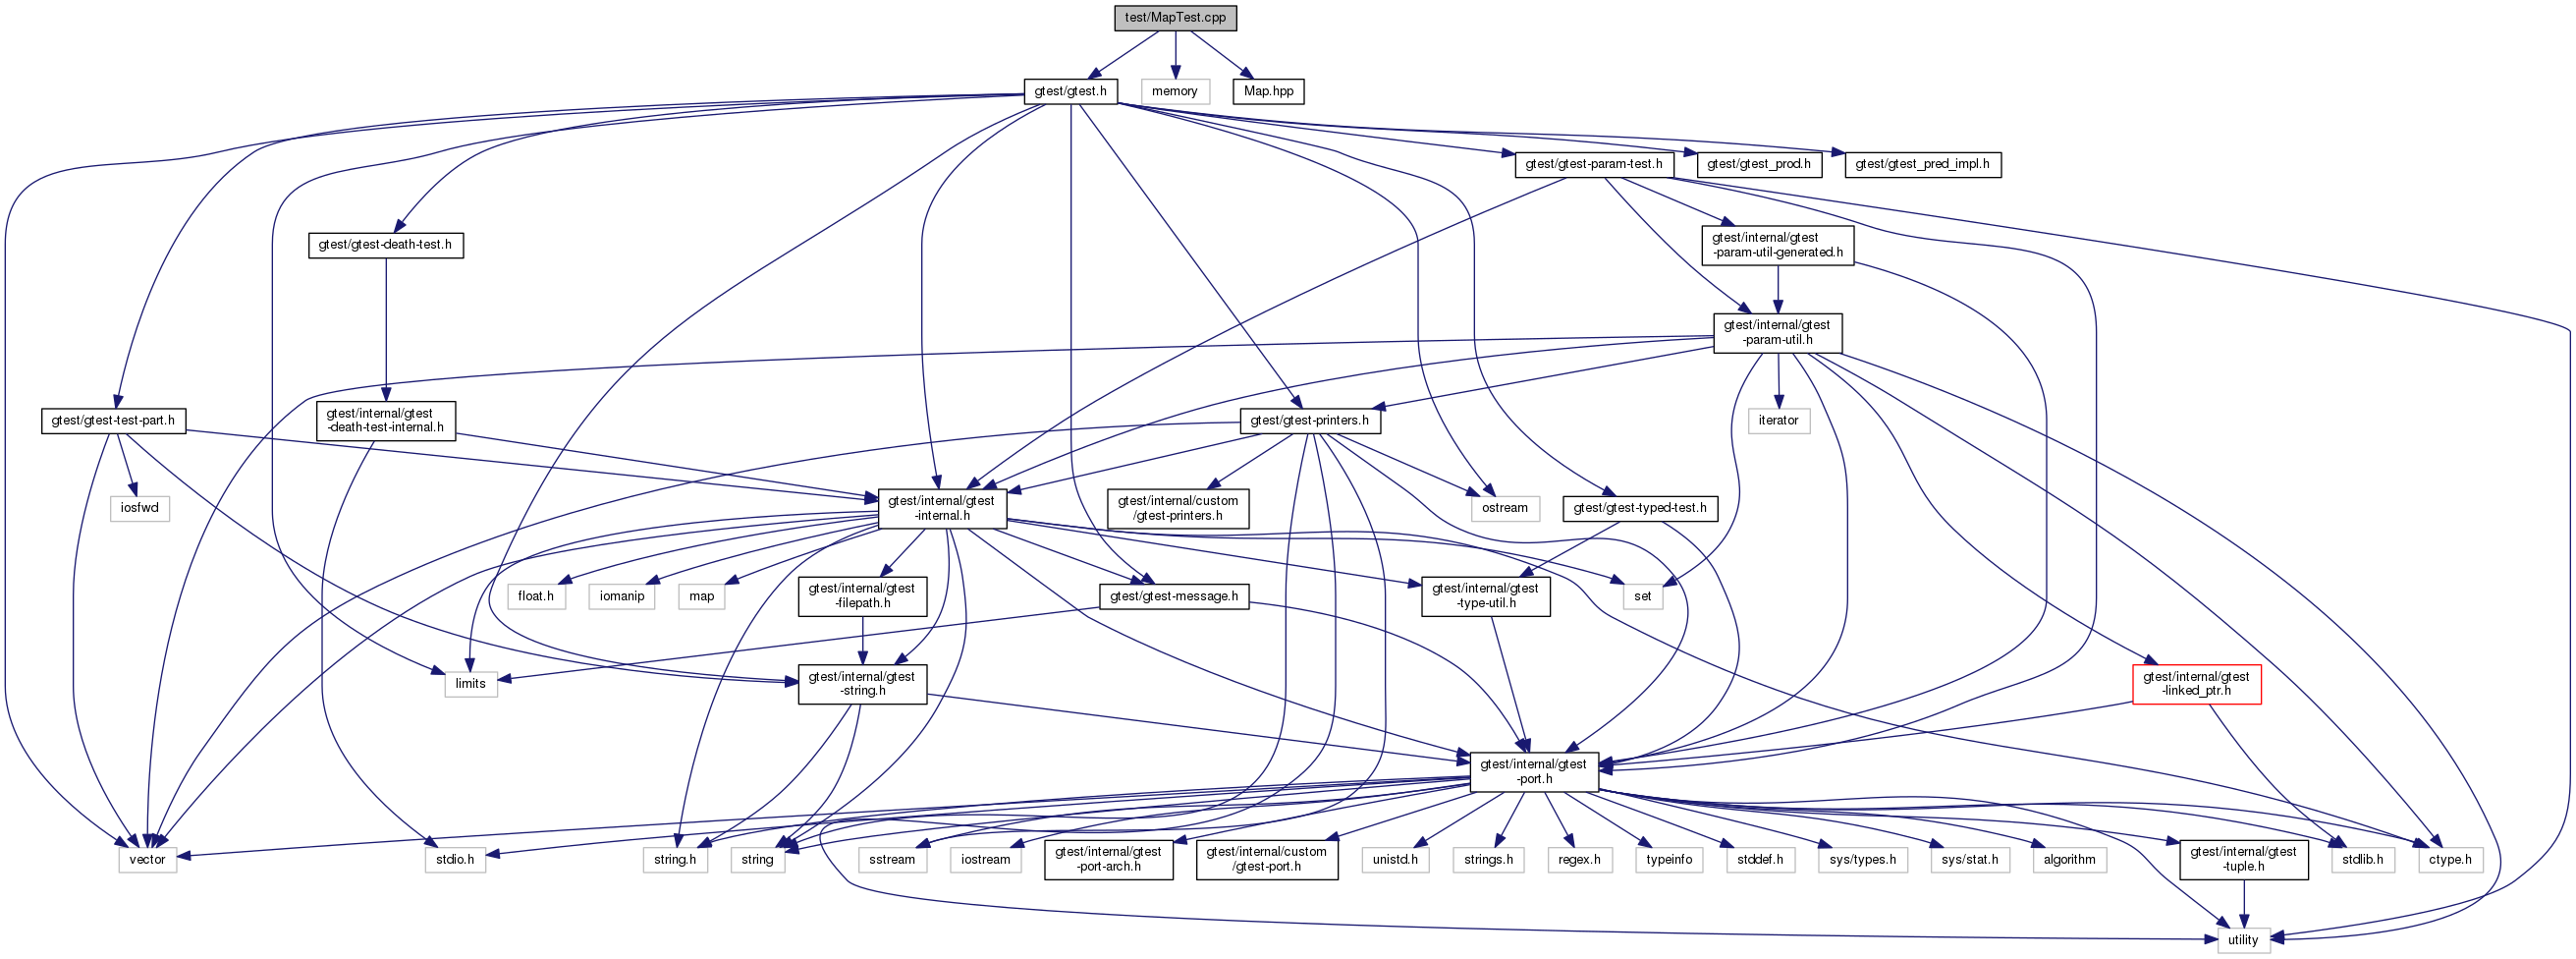 test/MapTest.cpp
gtest/gtest.h
memory
Map.hpp
gtest/gtest-param-test.h
gtest/gtest_prod.h
gtest/gtest_pred_impl.h
gtest/gtest-death-test.h
gtest/internal/gtest
-param-util-generated.h
gtest/internal/gtest
-param-util.h
gtest/gtest-test-part.h
gtest/internal/gtest
-death-test-internal.h
gtest/gtest-printers.h
iterator
iosfwd
gtest/internal/gtest
-internal.h
gtest/internal/custom
/gtest-printers.h
ostream
gtest/gtest-typed-test.h
float.h
iomanip
map
gtest/internal/gtest
-filepath.h
gtest/gtest-message.h
gtest/internal/gtest
-type-util.h
set
limits
gtest/internal/gtest
-string.h
gtest/internal/gtest
-linked_ptr.h
gtest/internal/gtest
-port.h
vector
stdio.h
string.h
string
sstream
iostream
gtest/internal/gtest
-port-arch.h
gtest/internal/custom
/gtest-port.h
unistd.h
strings.h
regex.h
typeinfo
stddef.h
sys/types.h
sys/stat.h
algorithm
gtest/internal/gtest
-tuple.h
stdlib.h
ctype.h
utility